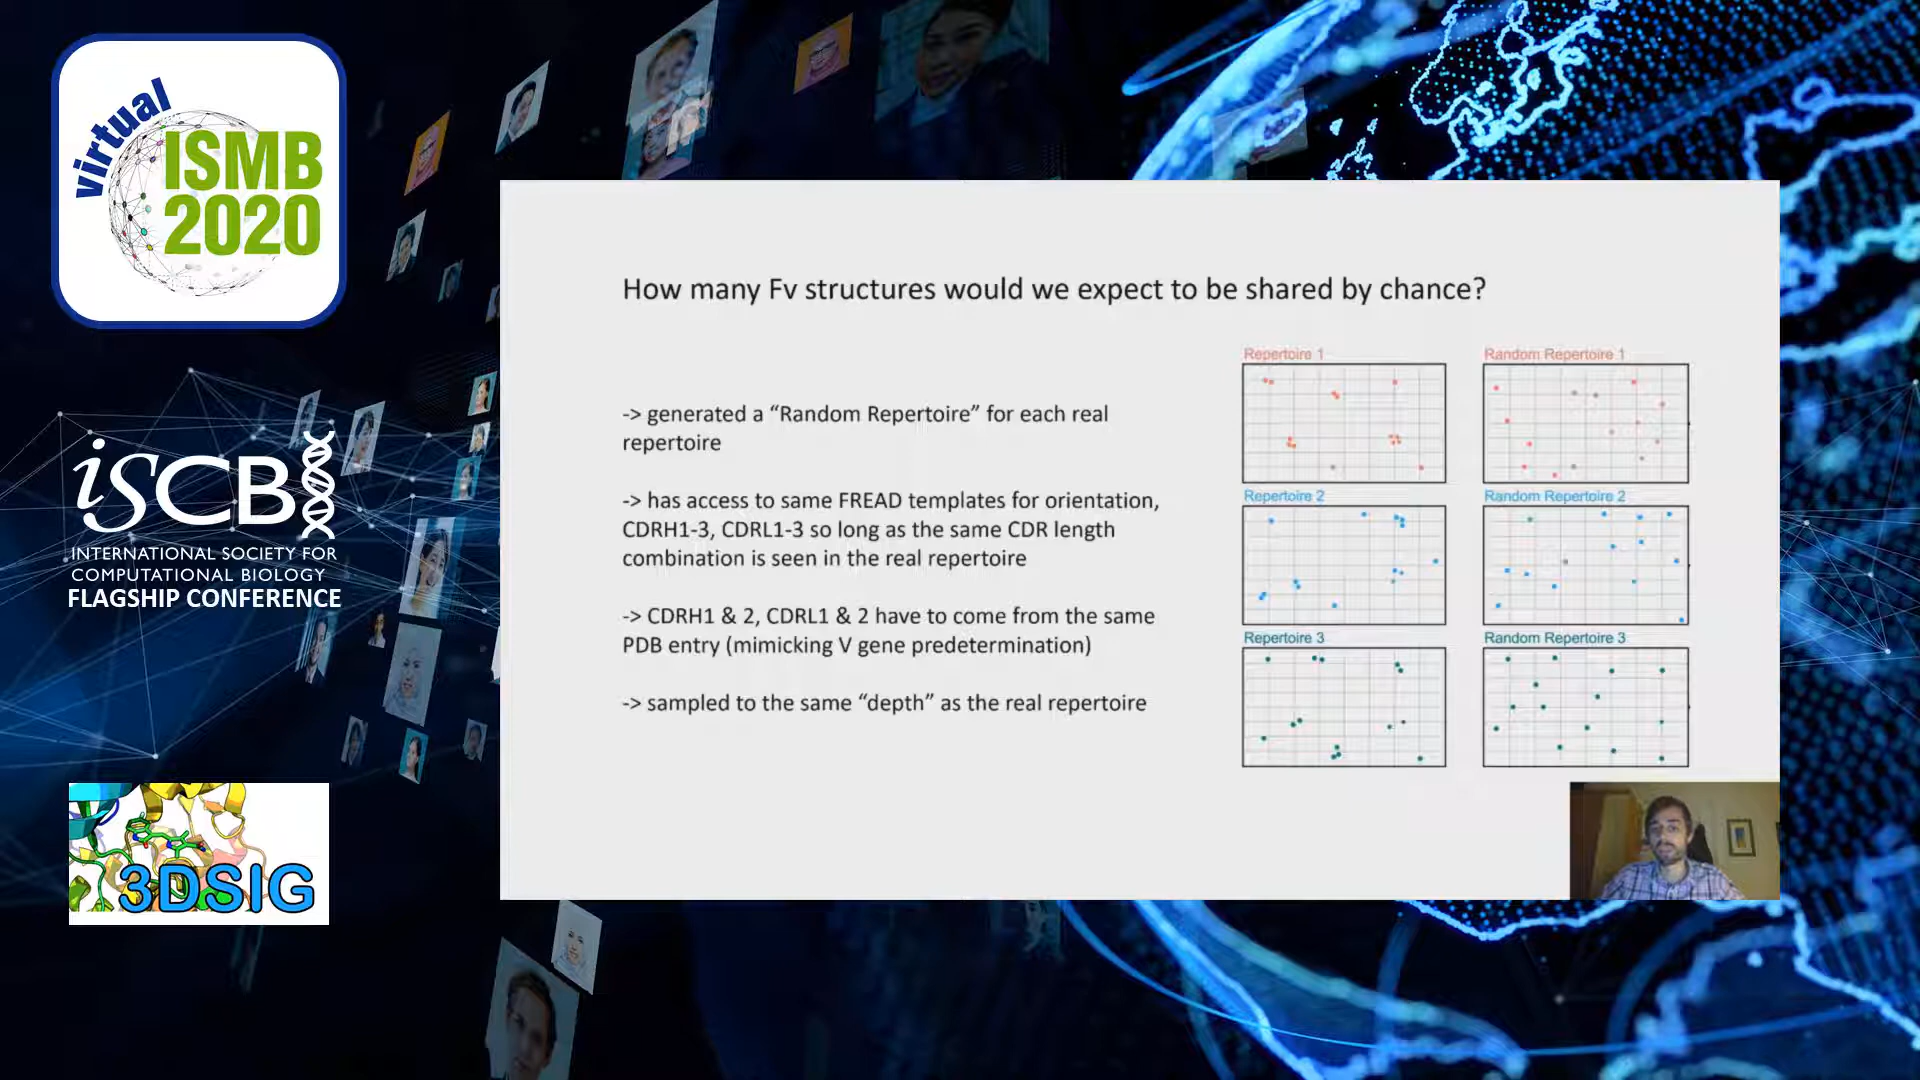 virtual
ISMB
2020
iSCB
INTERNATIONAL SOCIETY FOR
COMPUTATIONAL BIOLOGY
FLAGSHIP CONFERENCE
3DSIG
How many Fv structures would we expect to be shared by chance?
-> generated a “Random Repertoire” for each real
repertoire
-> has access to same FREAD templates for orientation,
CDRH1-3, CDRL1-3 so long as the same CDR length
combination is seen in the real repertoire
-> CDRH1 & 2, CDRL1 & 2 have to come from the same
PDB entry (mimicking V gene predetermination)
-> sampled to the same “depth” as the real repertoire
Repertoire 1
Random Repertoire 1
Repertoire 2
Random Repertoire 2
Repertoire 3
Random Repertoire 3